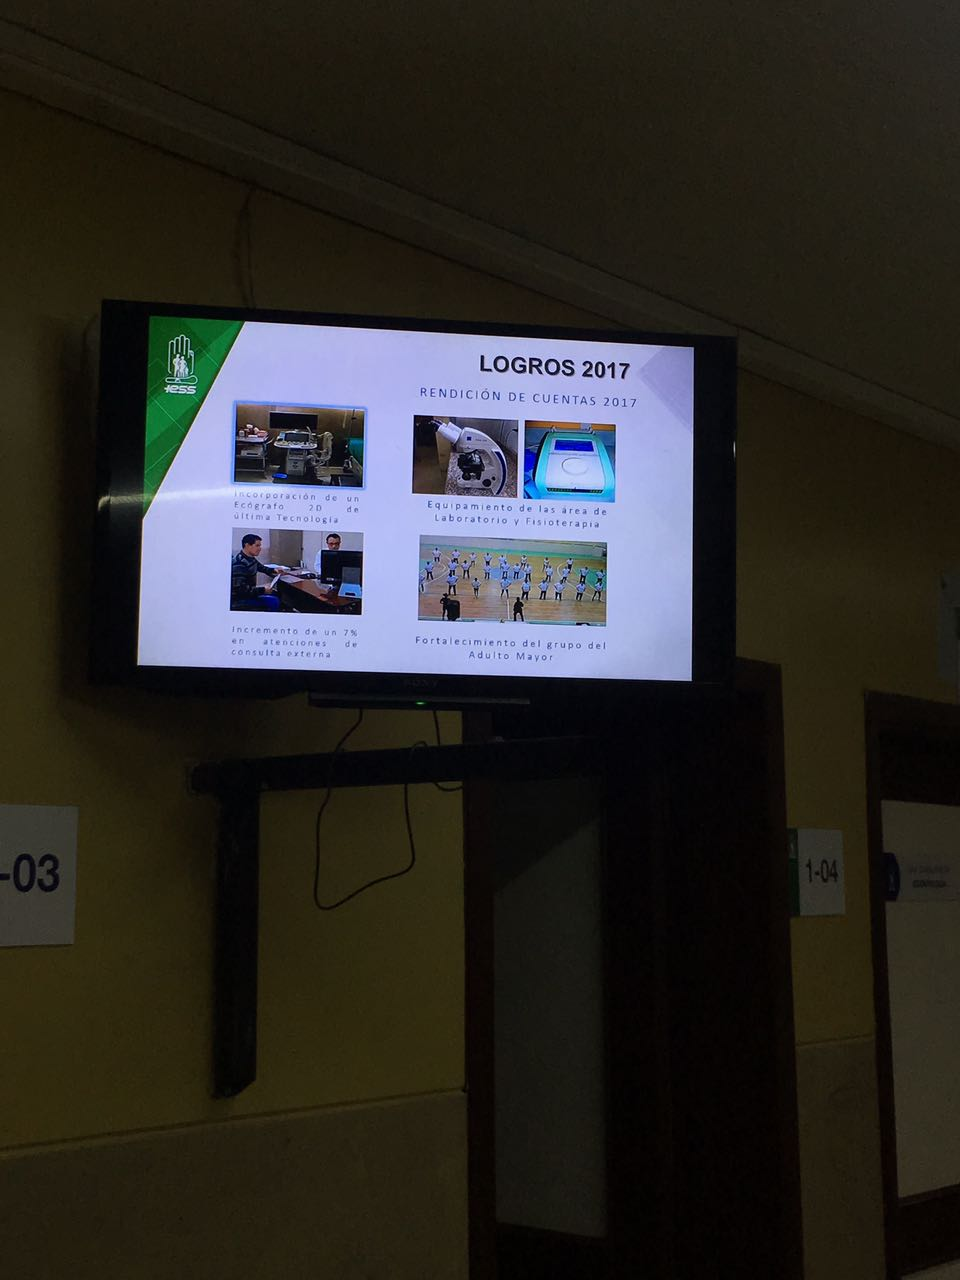 iess
LOGROS 2017
RENDICIÓN DE CUENTAS 2017
Incorporación de un
Ecógrafo 2D de
última Tecnología
Equipamiento de las área de
Laboratorio y Fisioterapia
Incremento de un 7%
en atenciones de
consulta externa
Fortalecimiento del grupo del
Adulto Mayor
SONY
-03
1-04